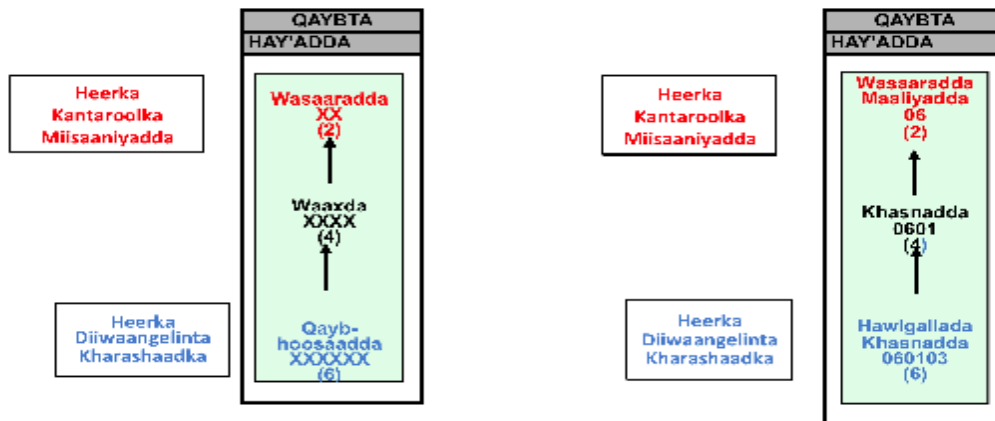 QAYBTA
HAY'ADDA
Heerka
Kantaroolka
Miisaaniyadda
Wasaaradda
XX
(2)
Waaxda
XXXX
(4)
Heerka
Diiwaangelinta
Kharashaadka
Qayb-
hoosaadda
XXXXXX
(6)
QAYBTA
HAY'ADDA
Heerka
Kantaroolka
Miisaaniyadda
Wasaaradda
Maaliyadda
06
(2)
Khasnadda
0601
(4)
Heerka
Diiwaangelinta
Kharashaadka
Hawlgallada
Khasnadda
060103
(6)